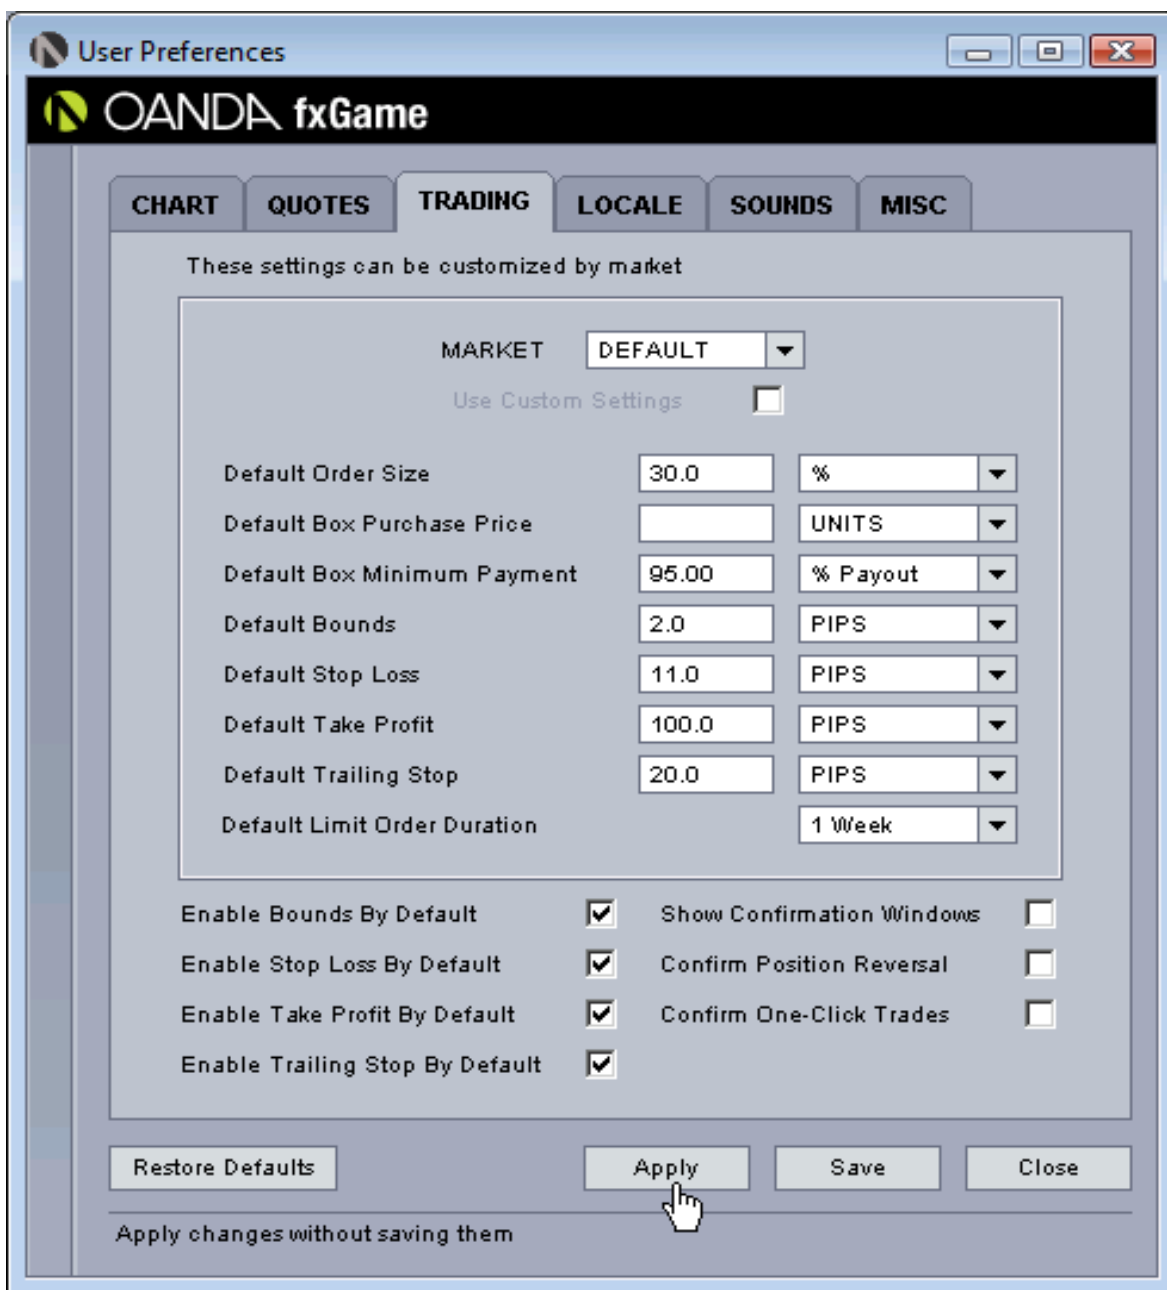 User Preferences
OANDA fxGame
CHART QUOTES TRADING LOCALE SOUNDS MISC
These settings can be customized by market
MARKET DEFAULT
Use Custom Settings
Default Order Size 30.0 %
Default Box Purchase Price UNITS
Default Box Minimum Payment 95.00 % Payout
Default Bounds 2.0 PIPS
Default Stop Loss 11.0 PIPS
Default Take Profit 100.0 PIPS
Default Trailing Stop 20.0 PIPS
Default Limit Order Duration 1 Week
Enable Bounds By Default Show Confirmation Windows
Enable Stop Loss By Default Confirm Position Reversal
Enable Take Profit By Default Confirm One-Click Trades
Enable Trailing Stop By Default
Restore Defaults Apply Save Close
Apply changes without saving them